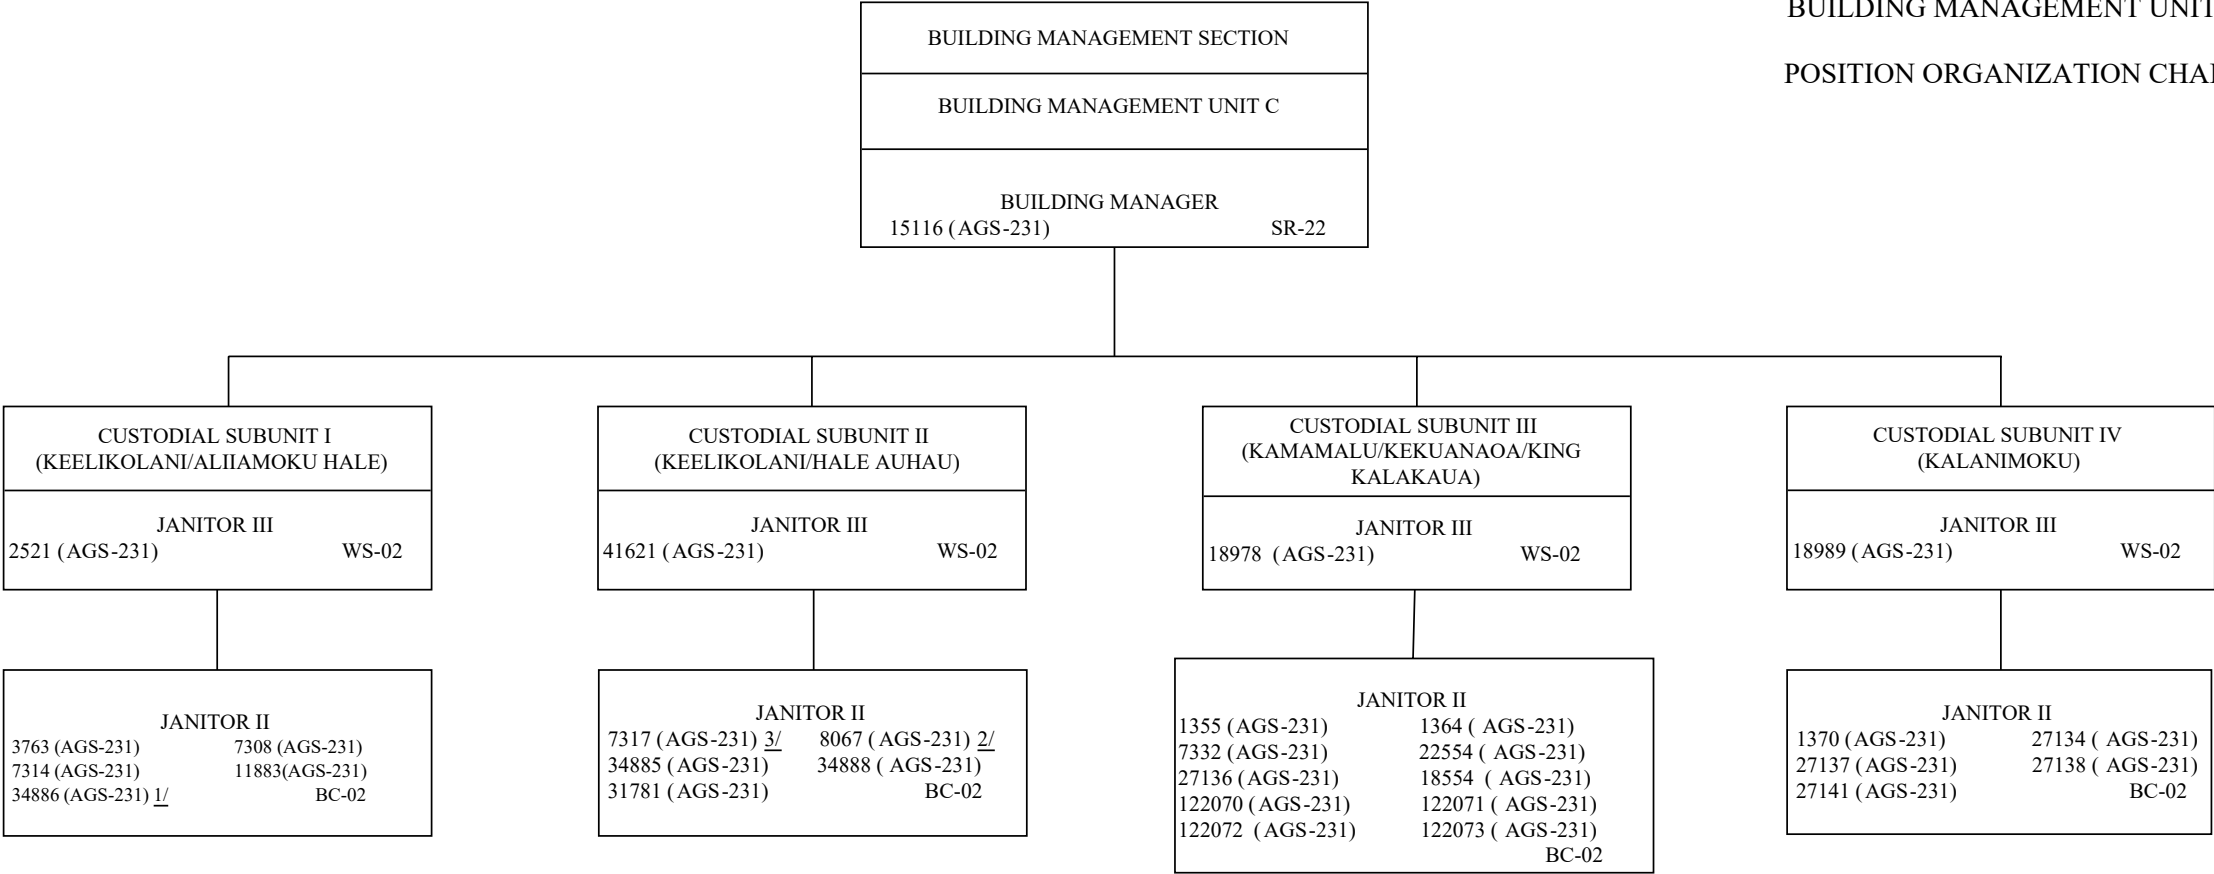 BUILDING MANAGEMENT UNIT
POSITION ORGANIZATION
BUILDING MANAGEMENT SECTION
BUILDING MANAGEMENT UNIT C
BUILDING MANAGER
15116 (AGS-231) SR-22
CUSTODIAL SUBUNIT I
(KEELIKOLANI/ALIIAMOKU HALE)
JANITOR III
2521 (AGS-231) WS-02
JANITOR II
3763 (AGS-231) 7308 (AGS-231)
7314 (AGS-231) 11883(AGS-231)
34886 (AGS-231) 1/ BC-02
CUSTODIAL SUBUNIT II
(KEELIKOLANI/HALE AUHAU)
JANITOR III
41621 (AGS-231) WS-02
JANITOR II
7317 (AGS-231) 3/ 8067 (AGS-231) 2/
34885 (AGS-231) 34888 ( AGS-231)
31781 (AGS-231) BC-02
CUSTODIAL SUBUNIT III
(KAMAMALU/KEKUANAOA/KING
KALAKAUA)
JANITOR III
18978 (AGS-231) WS-02
JANITOR II
1355 (AGS-231) 1364 ( AGS-231)
7332 (AGS-231) 22554 (AGS-231)
27136 (AGS-231) 18554 ( AGS-231)
122070 (AGS-231) 122071 ( AGS-231)
122072 (AGS-231) 122073 ( AGS-231)
BC-02
CUSTODIAL SUBUNIT IV
(KALANIMOKU)
JANITOR III
18989 (AGS-231) WS-02
JANITOR II
1370 (AGS-231) 27134 ( AGS-231)
27137 (AGS-231) 27138 ( AGS-231)
27141 (AGS-231) BC-02